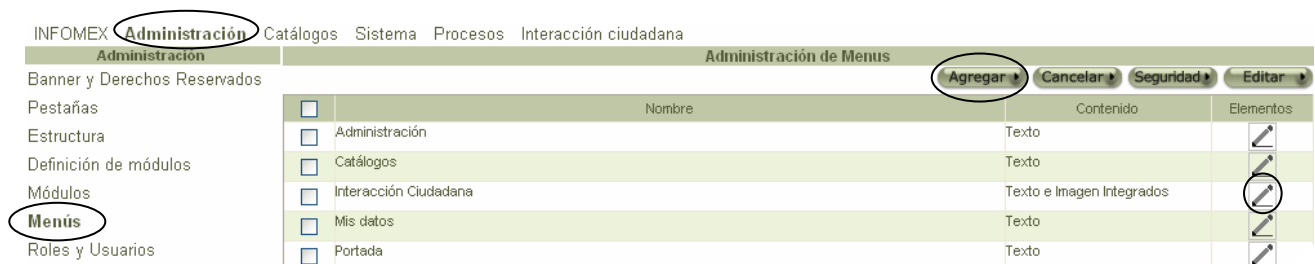 INFOMEX Administración Catálogos Sistema Procesos Interacción ciudadana
Administración Administración de Menus
Banner y Derechos Reservados Agregar Cancelar Seguridad Editar
Pestañas Nombre Contenido Elementos
Estructura Administración Texto
Definición de módulos Catálogos Texto
Módulos Interacción Ciudadana Texto e Imagen Integrados
Menús Mis datos Texto
Roles y Usuarios Portada Texto